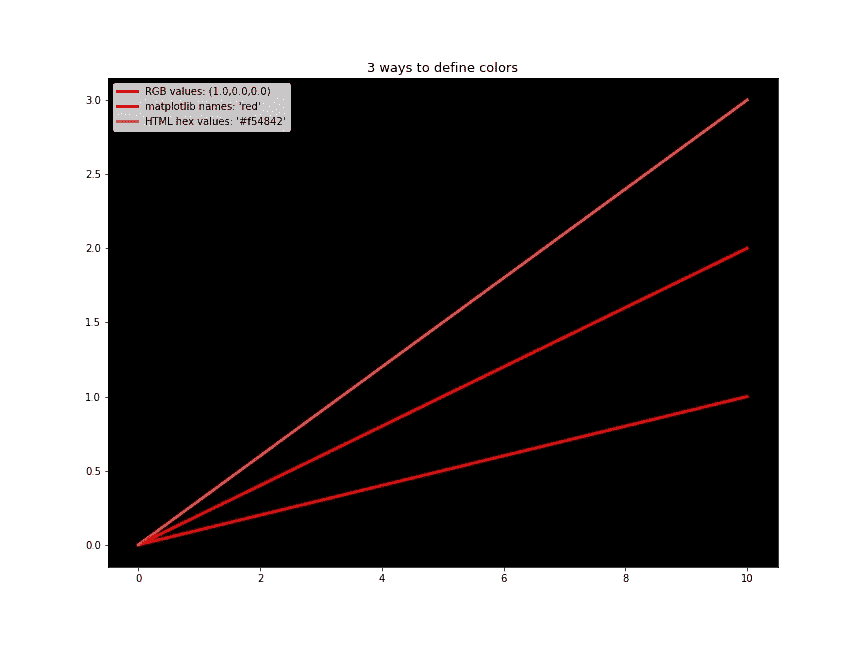 3 ways to define colors
RGB values: (1.0,0.0,0.0)
matplotlib names: 'red'
HTML hex values: '#f54842'
3.0
2.5
2.0
1.5
1.0
0.5
0.0
0 2 4 6 8 10